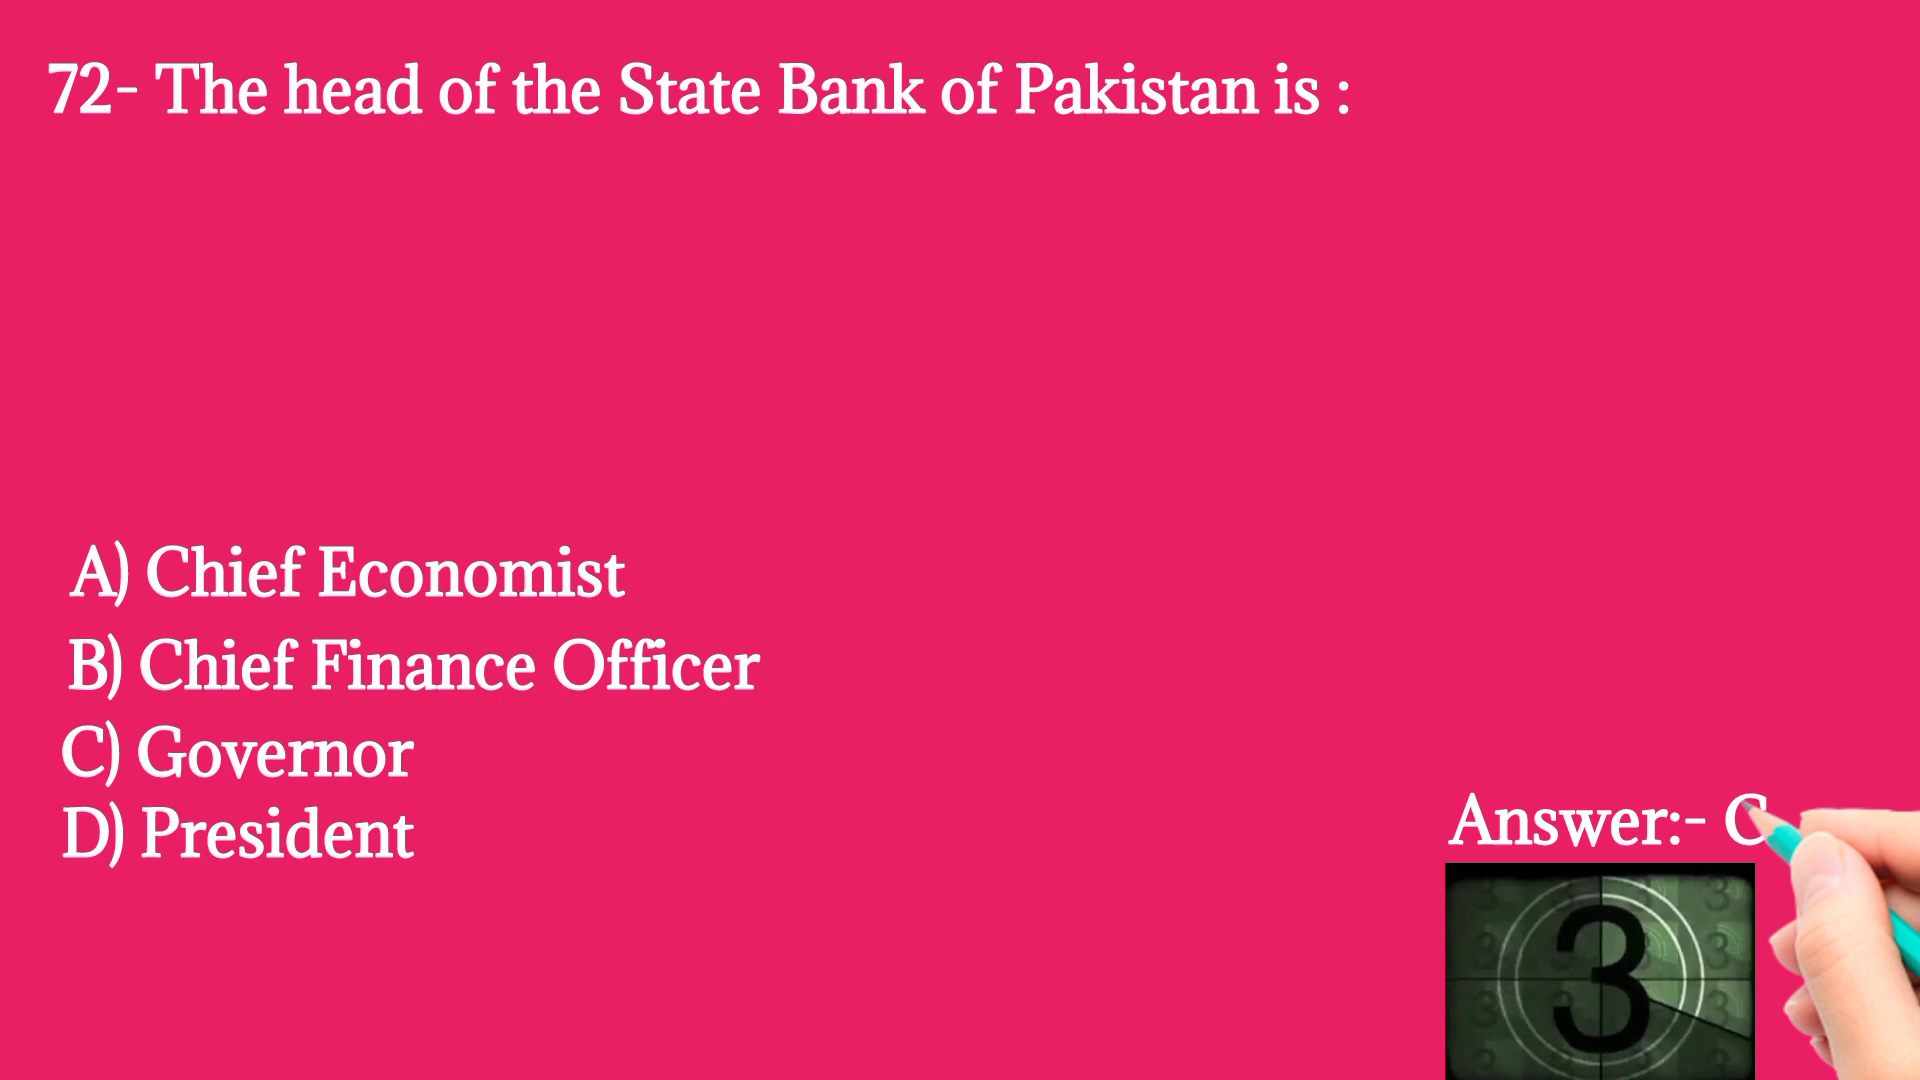 72- The head of the State Bank of Pakistan is :
A) Chief Economist
B) Chief Finance Officer
C) Governor
D) President
Answer:- C
3